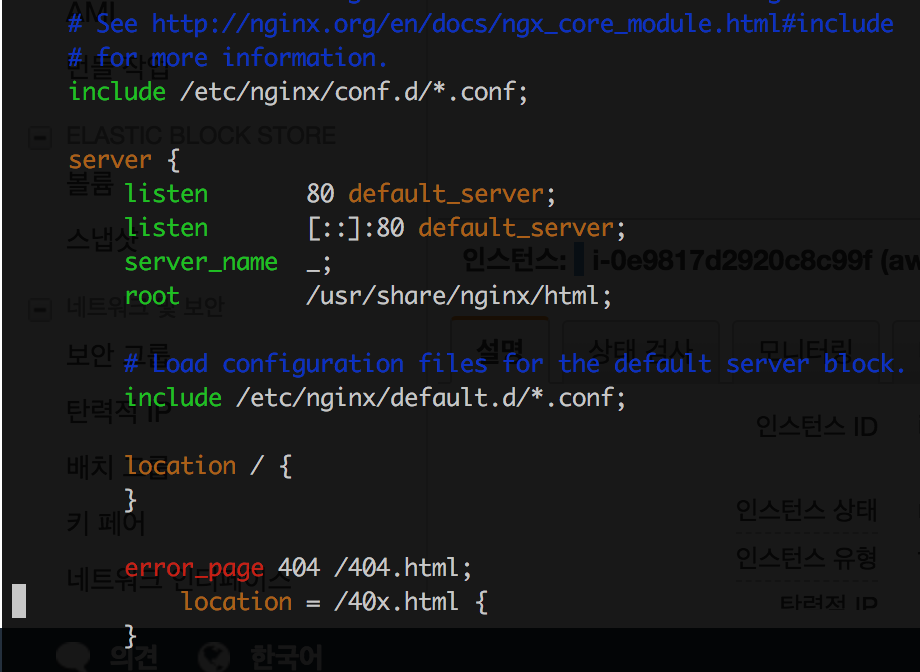 AMI
# See http://nginx.org/en/docs/ngx_core_module.html#include
# for more information.
번들 작업
include /etc/nginx/conf.d/*.conf;
ELASTIC BLOCK STORE
server {
볼륨
listen 80 default_server;
listen [::]:80 default_server;
스냅샷
server_name _;
인스턴스: i-0e9817d2920c8c99f (aw
root /usr/share/nginx/html;
네트워크 및 보안
보안 그룹
설명 상태 검사 모니터링
# Load configuration files for the default server block.
include /etc/nginx/default.d/*.conf;
탄력적 IP
인스턴스 ID
location / {
배치 그룹
}
키 페어
인스턴스 상태
인스턴스 유형
error_page 404 /404.html;
네트워크 인터페이스
location = /40x.html {
탄력적 IP
}
의견 한국어